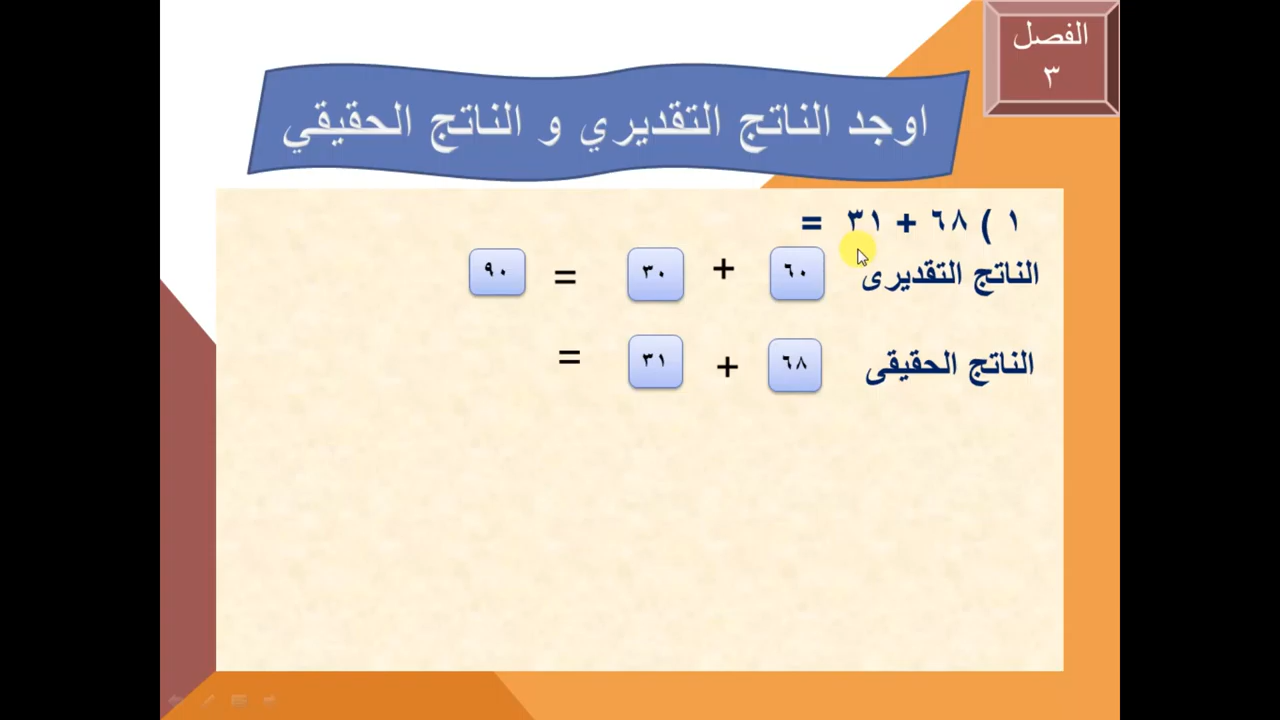 الفصل
٣
اوجد الناتج التقديري و الناتج الحقيقي
١ ) ٦٨ + ٣١ =
الناتج التقديرى ٦٠ + ٣٠ = ٩٠
الناتج الحقيقى ٦٨ + ٣١ =